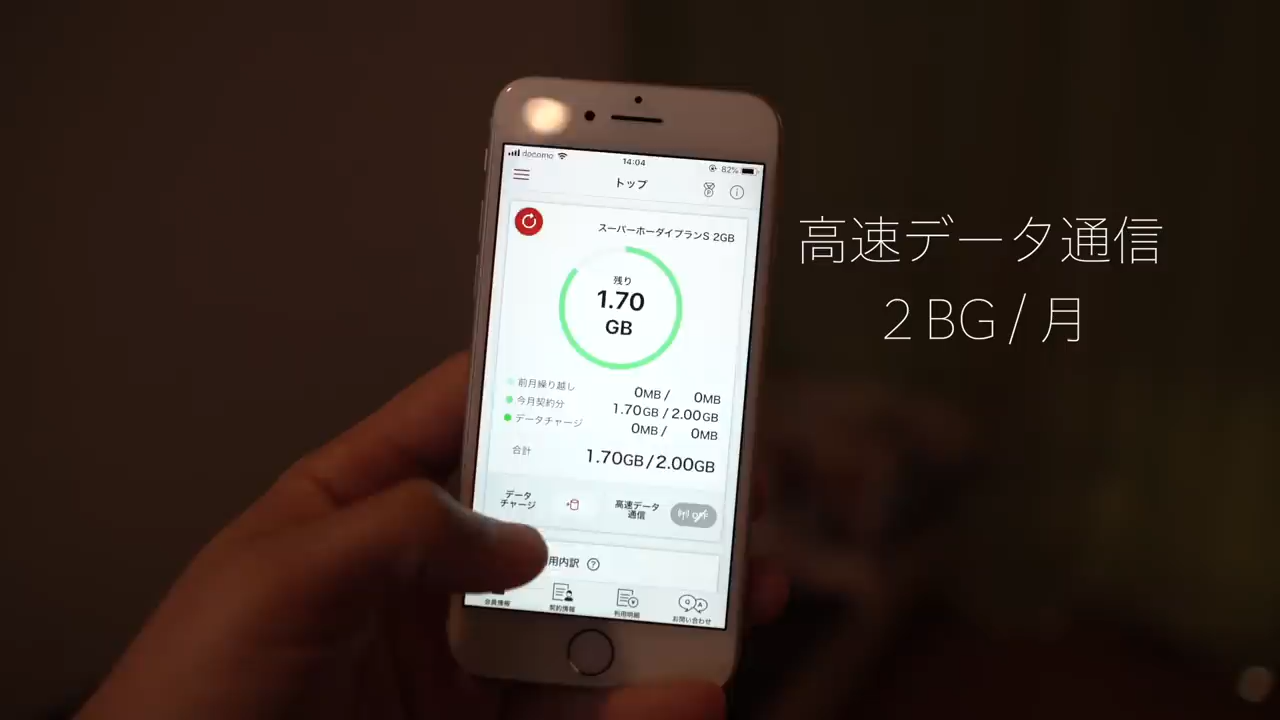 docomo
14:04
82%
トップ
スーパーホーダイプランS 2GB
残り
1.70
GB
前月繰り越し 0MB / 0MB
今月契約分 1.70GB / 2.00GB
データチャージ 0MB / 0MB
合計 1.70GB/2.00GB
データ
チャージ
高速データ
通信
用内訳 ?
会員情報
契約情報
利用明細
お問い合わせ
高速データ通信
2 BG / 月